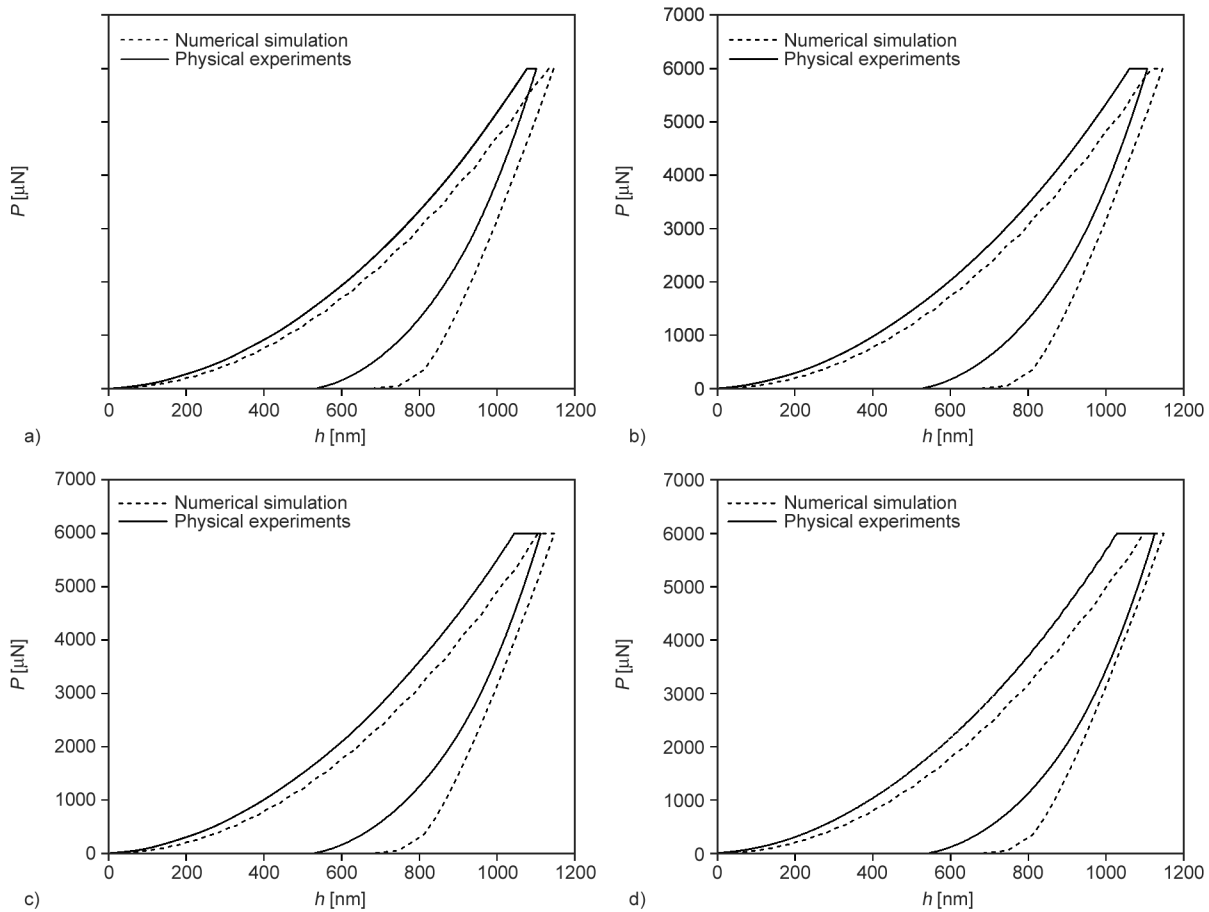 Numerical simulation
Physical experiments
P [μN]
0 200 400 600 800 1000 1200
h [nm]
a)
7000
6000
5000
4000
3000
2000
1000
0
Numerical simulation
Physical experiments
P [μN]
0 200 400 600 800 1000 1200
h [nm]
b)
7000
6000
5000
4000
3000
2000
1000
0
Numerical simulation
Physical experiments
P [μN]
0 200 400 600 800 1000 1200
h [nm]
c)
7000
6000
5000
4000
3000
2000
1000
0
Numerical simulation
Physical experiments
P [μN]
0 200 400 600 800 1000 1200
h [nm]
d)